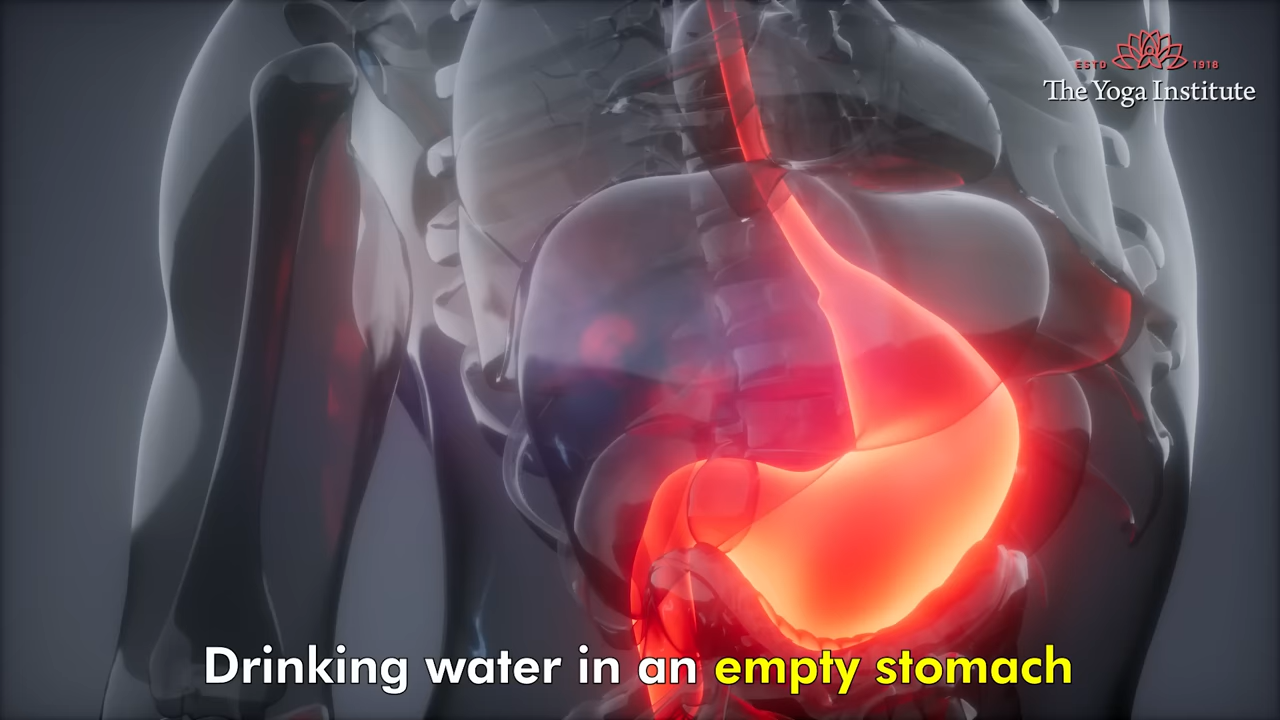 ESTD 1918
The Yoga Institute
Drinking water in an empty stomach